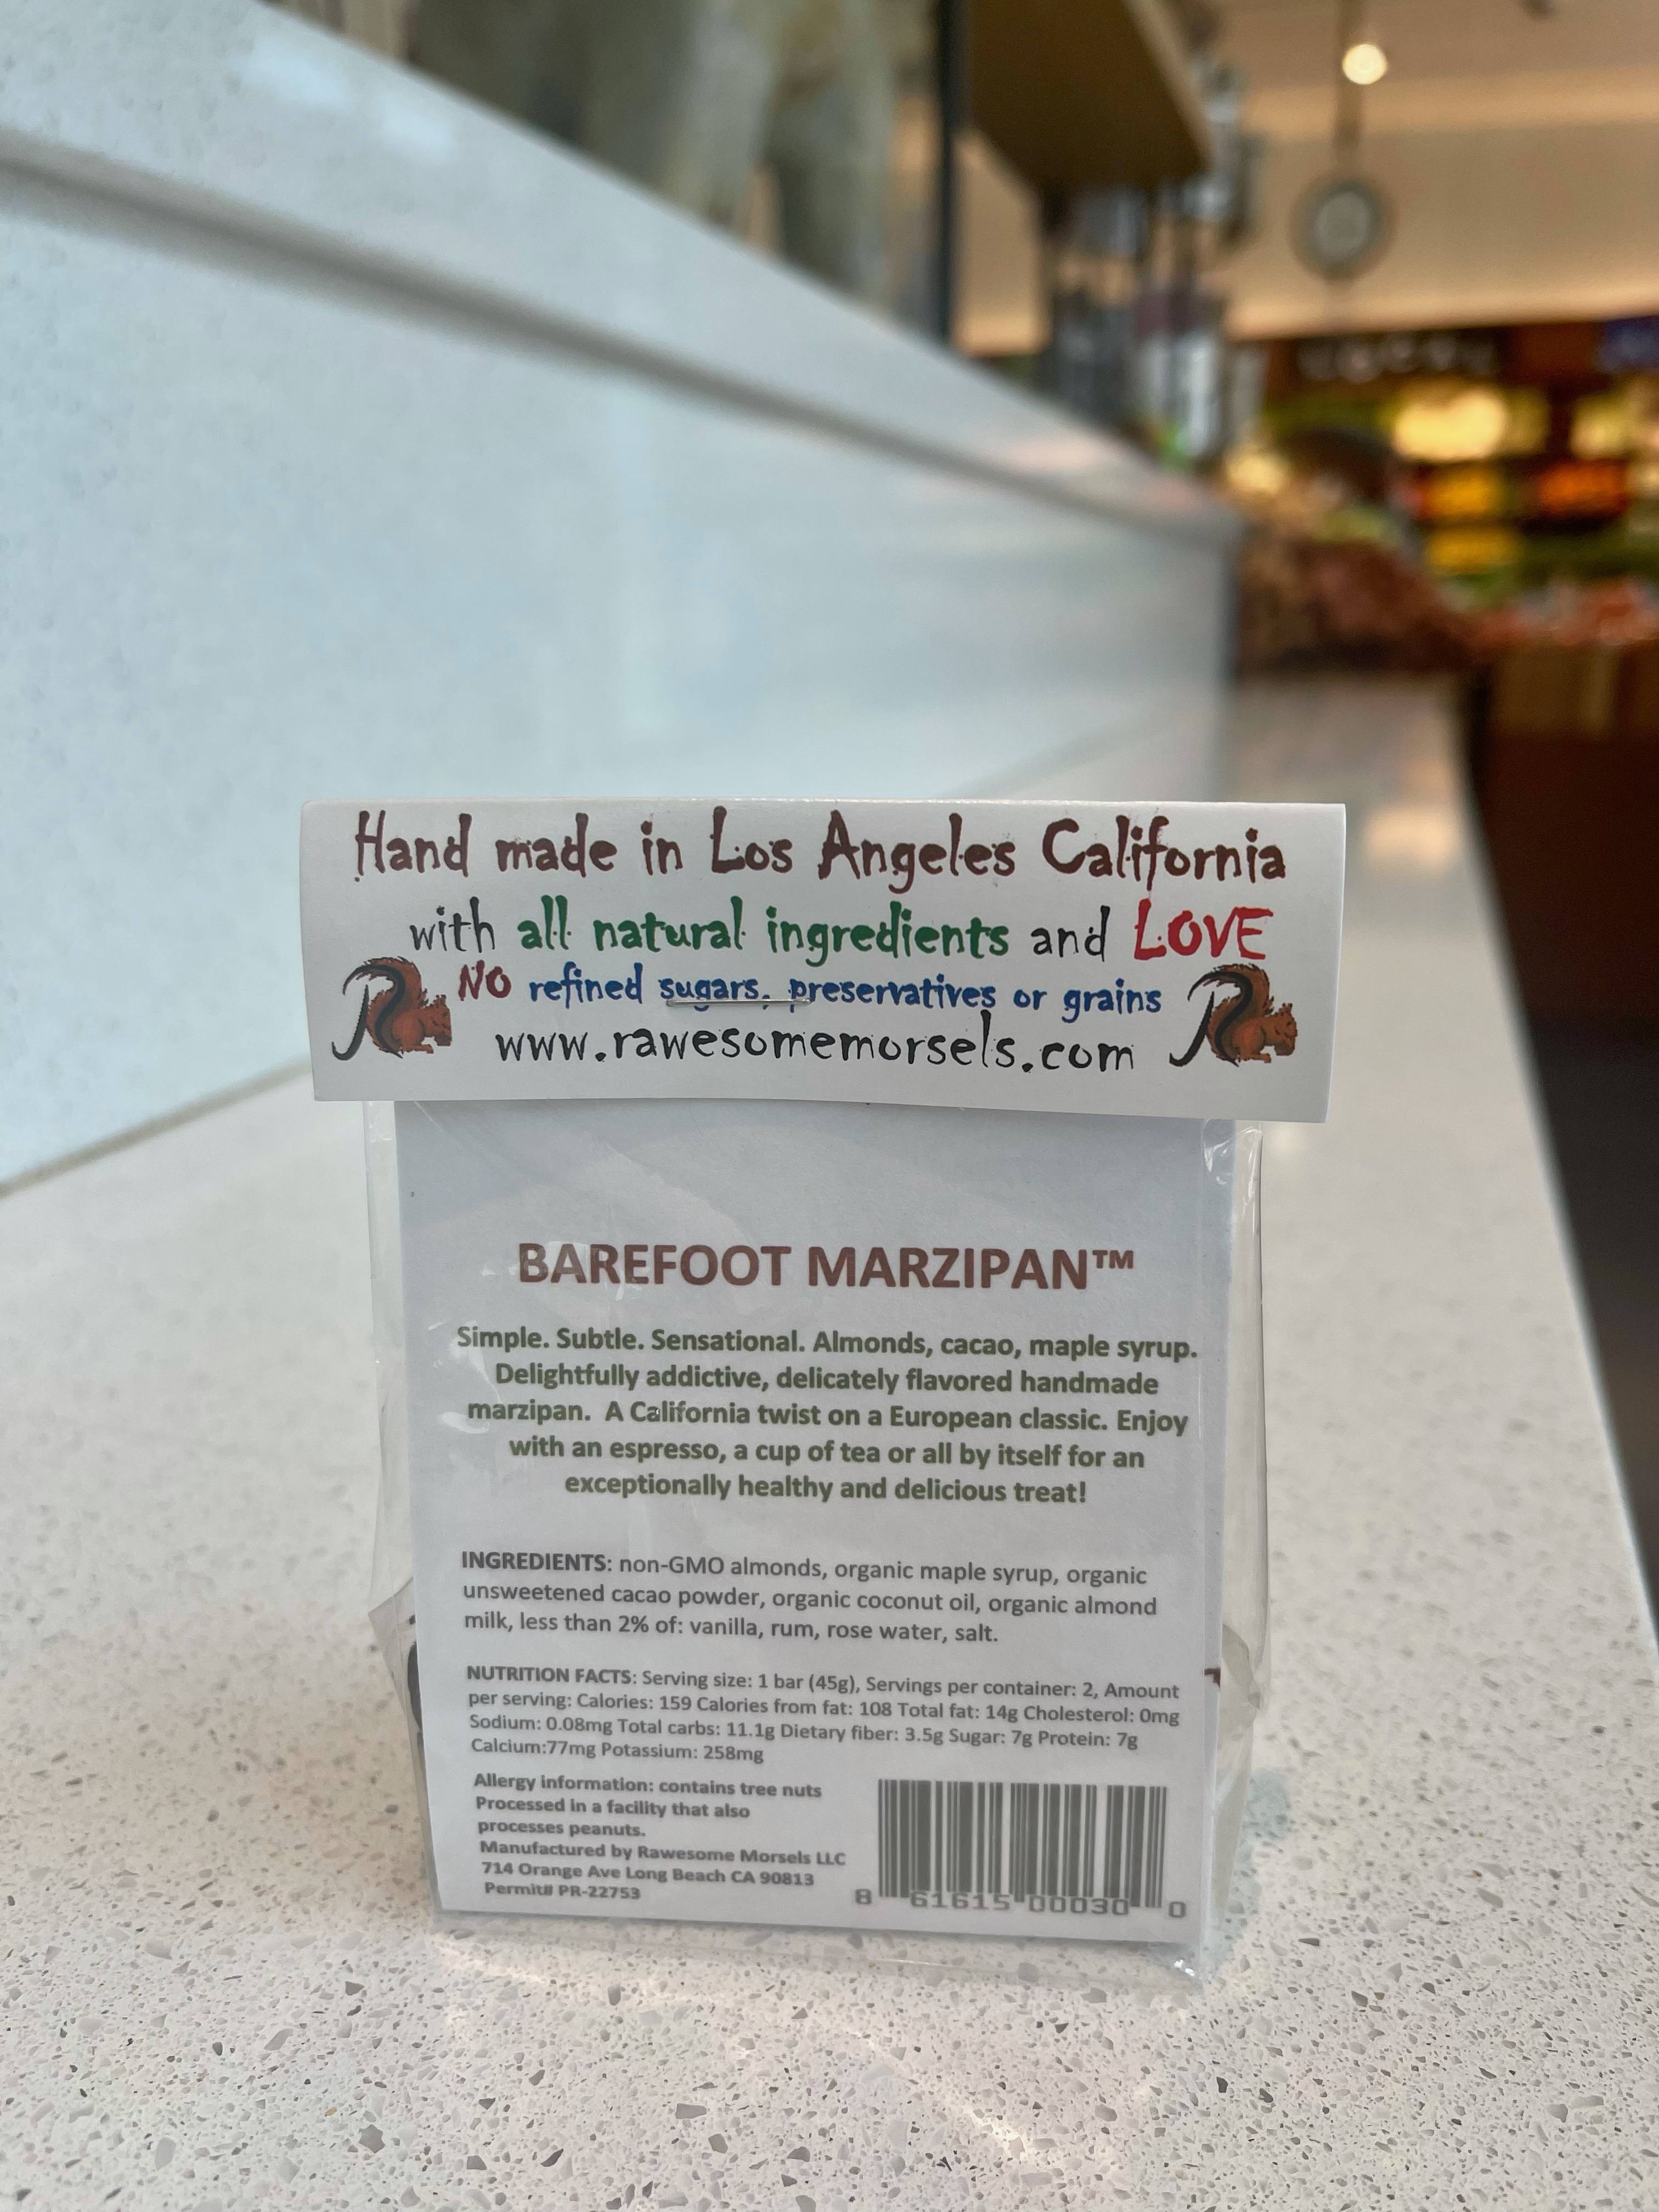 Hand made in Los Angeles California
with all natural ingredients and LOVE
NO refined sugars, preservatives or grains
www.rawesomemorsels.com
BAREFOOT MARZIPAN™
Simple. Subtle. Sensational. Almonds, cacao, maple syrup.
Delightfully addictive, delicately flavored handmade
marzipan. A California twist on a European classic. Enjoy
with an espresso, a cup of tea or all by itself for an
exceptionally healthy and delicious treat!
INGREDIENTS: non-GMO almonds, organic maple syrup, organic
unsweetened cacao powder, organic coconut oil, organic almond
milk, less than 2% of: vanilla, rum, rose water, salt.
NUTRITION FACTS: Serving size: 1 bar (45g), Servings per container: 2, Amount
per serving: Calories: 159 Calories from fat: 108 Total fat: 14g Cholesterol: 0mg
Sodium: 0.08mg Total carbs: 11.1g Dietary fiber: 3.5g Sugar: 7g Protein: 7g
Calcium:77mg Potassium: 258mg
Allergy information: contains tree nuts
Processed in a facility that also
processes peanuts.
Manufactured by Rawesome Morsels LLC
714 Orange Ave Long Beach CA 90813
Permit# PR-22753
8 61615 00030 0